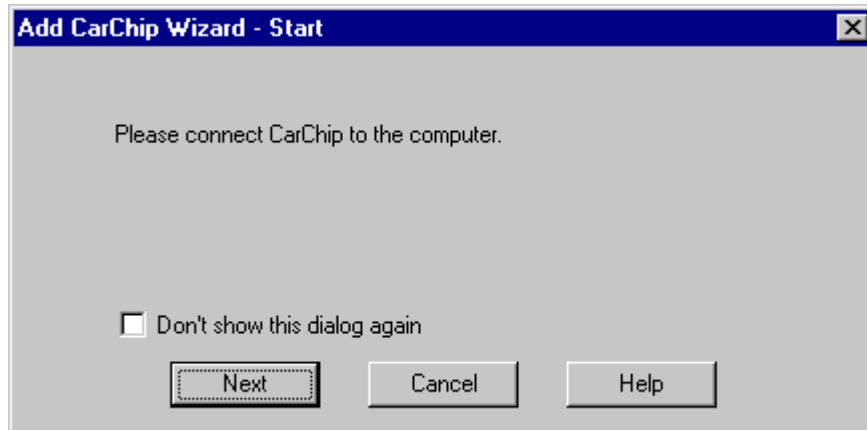 Add CarChip Wizard - Start
Please connect CarChip to the computer.
Don't show this dialog again
Next Cancel Help